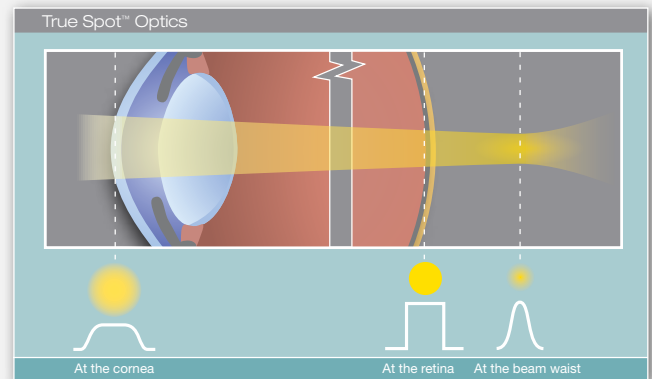 True Spot™ Optics
At the cornea
At the retina
At the beam waist